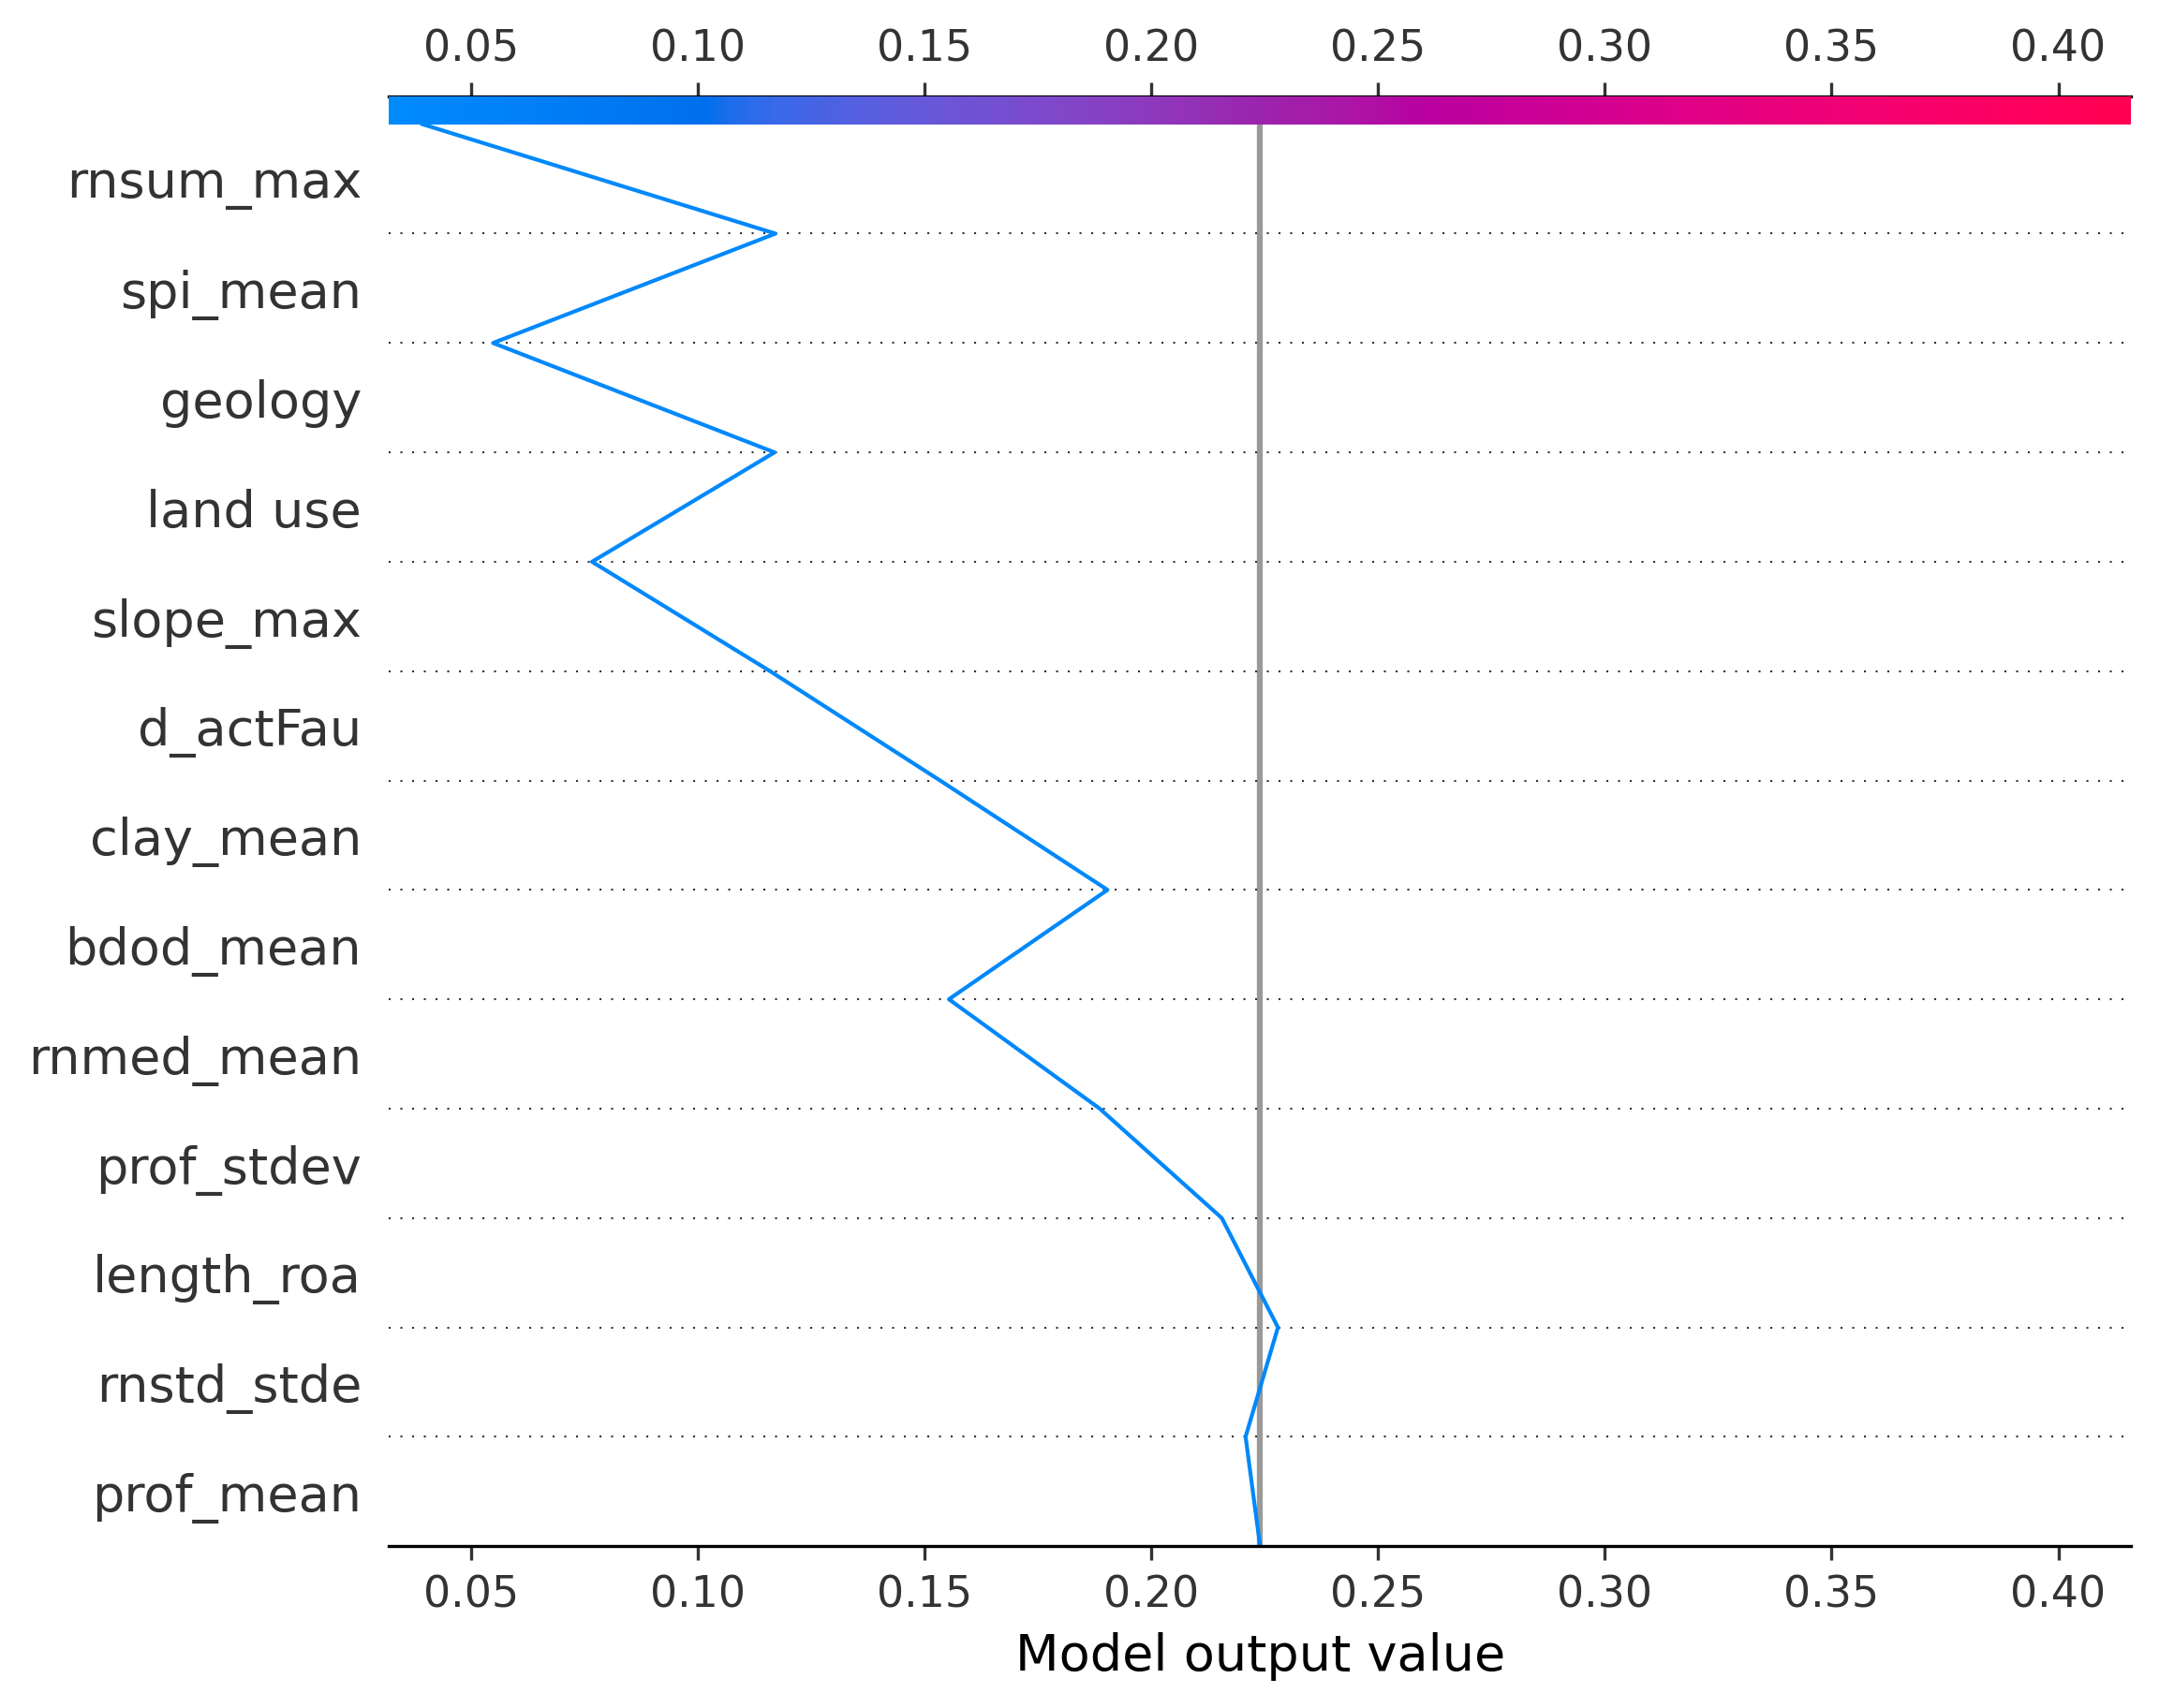 0.05 0.10 0.15 0.20 0.25 0.30 0.35 0.40
rnsum_max
spi_mean
geology
land use
slope_max
d_actFau
clay_mean
bdod_mean
rnmed_mean
prof_stdev
length_roa
rnstd_stde
prof_mean
0.05 0.10 0.15 0.20 0.25 0.30 0.35 0.40
Model output value